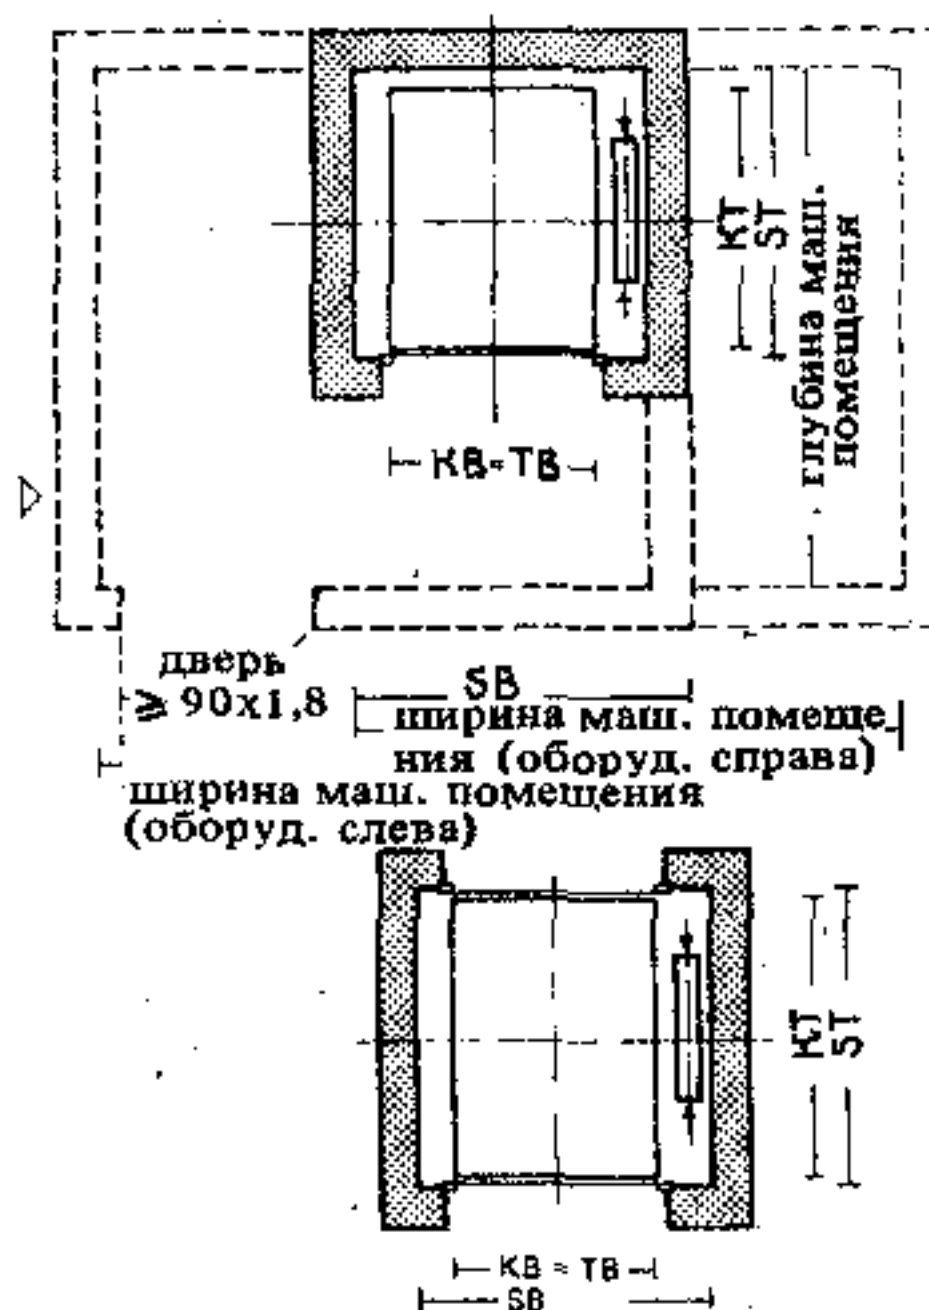 KT
ST
глубина маш.
помещения
KB=TB
дверь
≥ 90х1,8
SB
ширина маш. помеще
ния (оборуд. справа)
ширина маш. помещения
(оборуд. слева)
KT
ST
KB = TB
SB